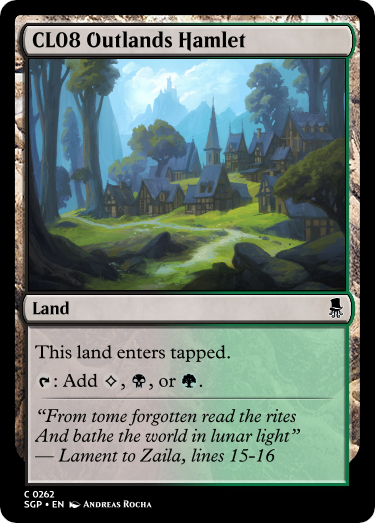 CL08 Outlands Hamlet
Land
This land enters tapped.
: Add , , or .
“From tome forgotten read the rites
And bathe the world in lunar light”
— Lament to Zaila, lines 15-16
C 0262
SGP • EN Andreas Rocha